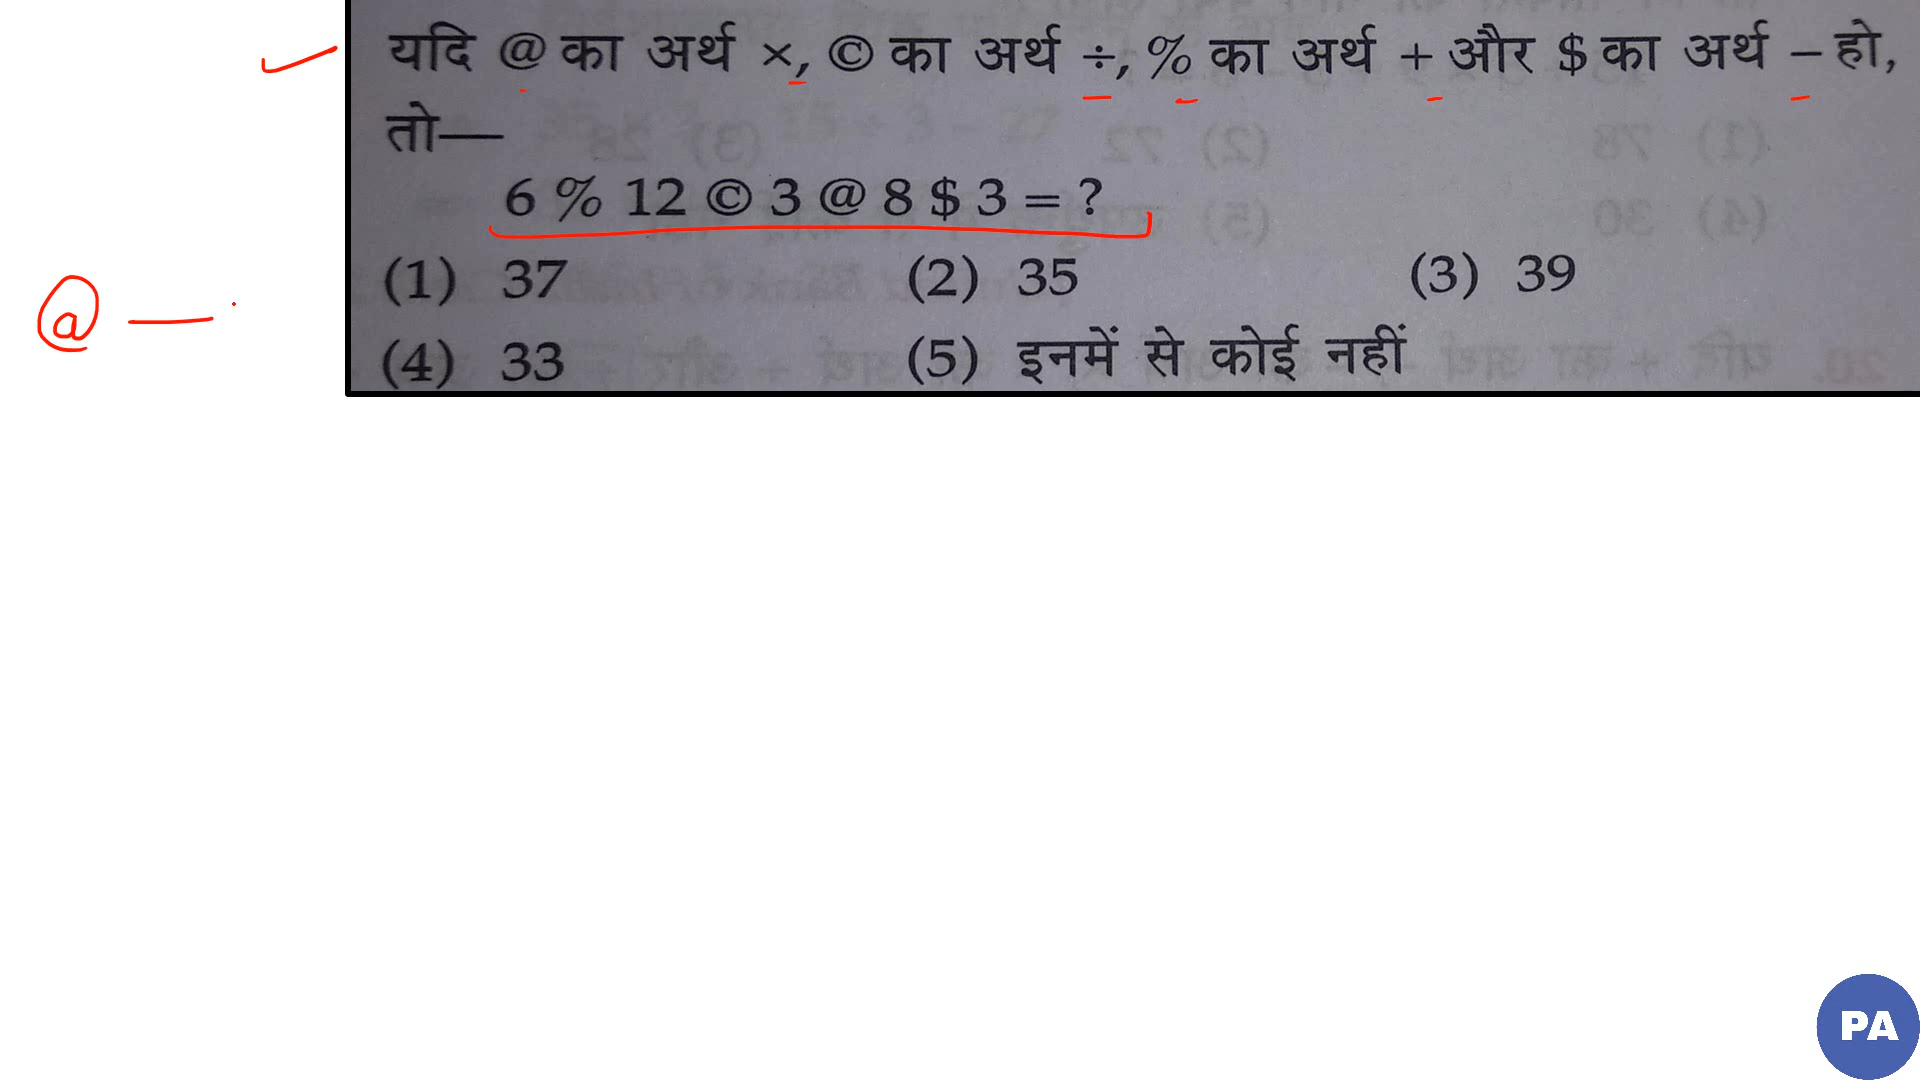 यदि @ का अर्थ ×, © का अर्थ ÷, % का अर्थ + और $ का अर्थ – हो,
तो—
6 % 12 © 3 @ 8 $ 3 = ?
(1) 37 (2) 35 (3) 39
(4) 33 (5) इनमें से कोई नहीं
@ —
PA